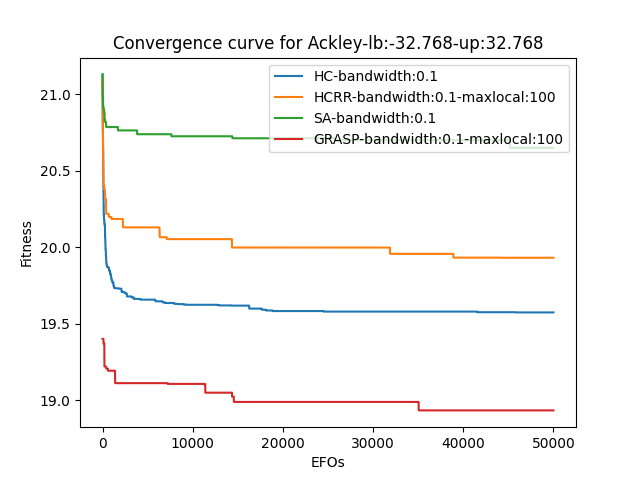 Convergence curve for Ackley-lb:-32.768-up:32.768
HC-bandwidth:0.1
HCRR-bandwidth:0.1-maxlocal:100
SA-bandwidth:0.1
GRASP-bandwidth:0.1-maxlocal:100
Fitness
21.0
20.5
20.0
19.5
19.0
0 10000 20000 30000 40000 50000
EFOs